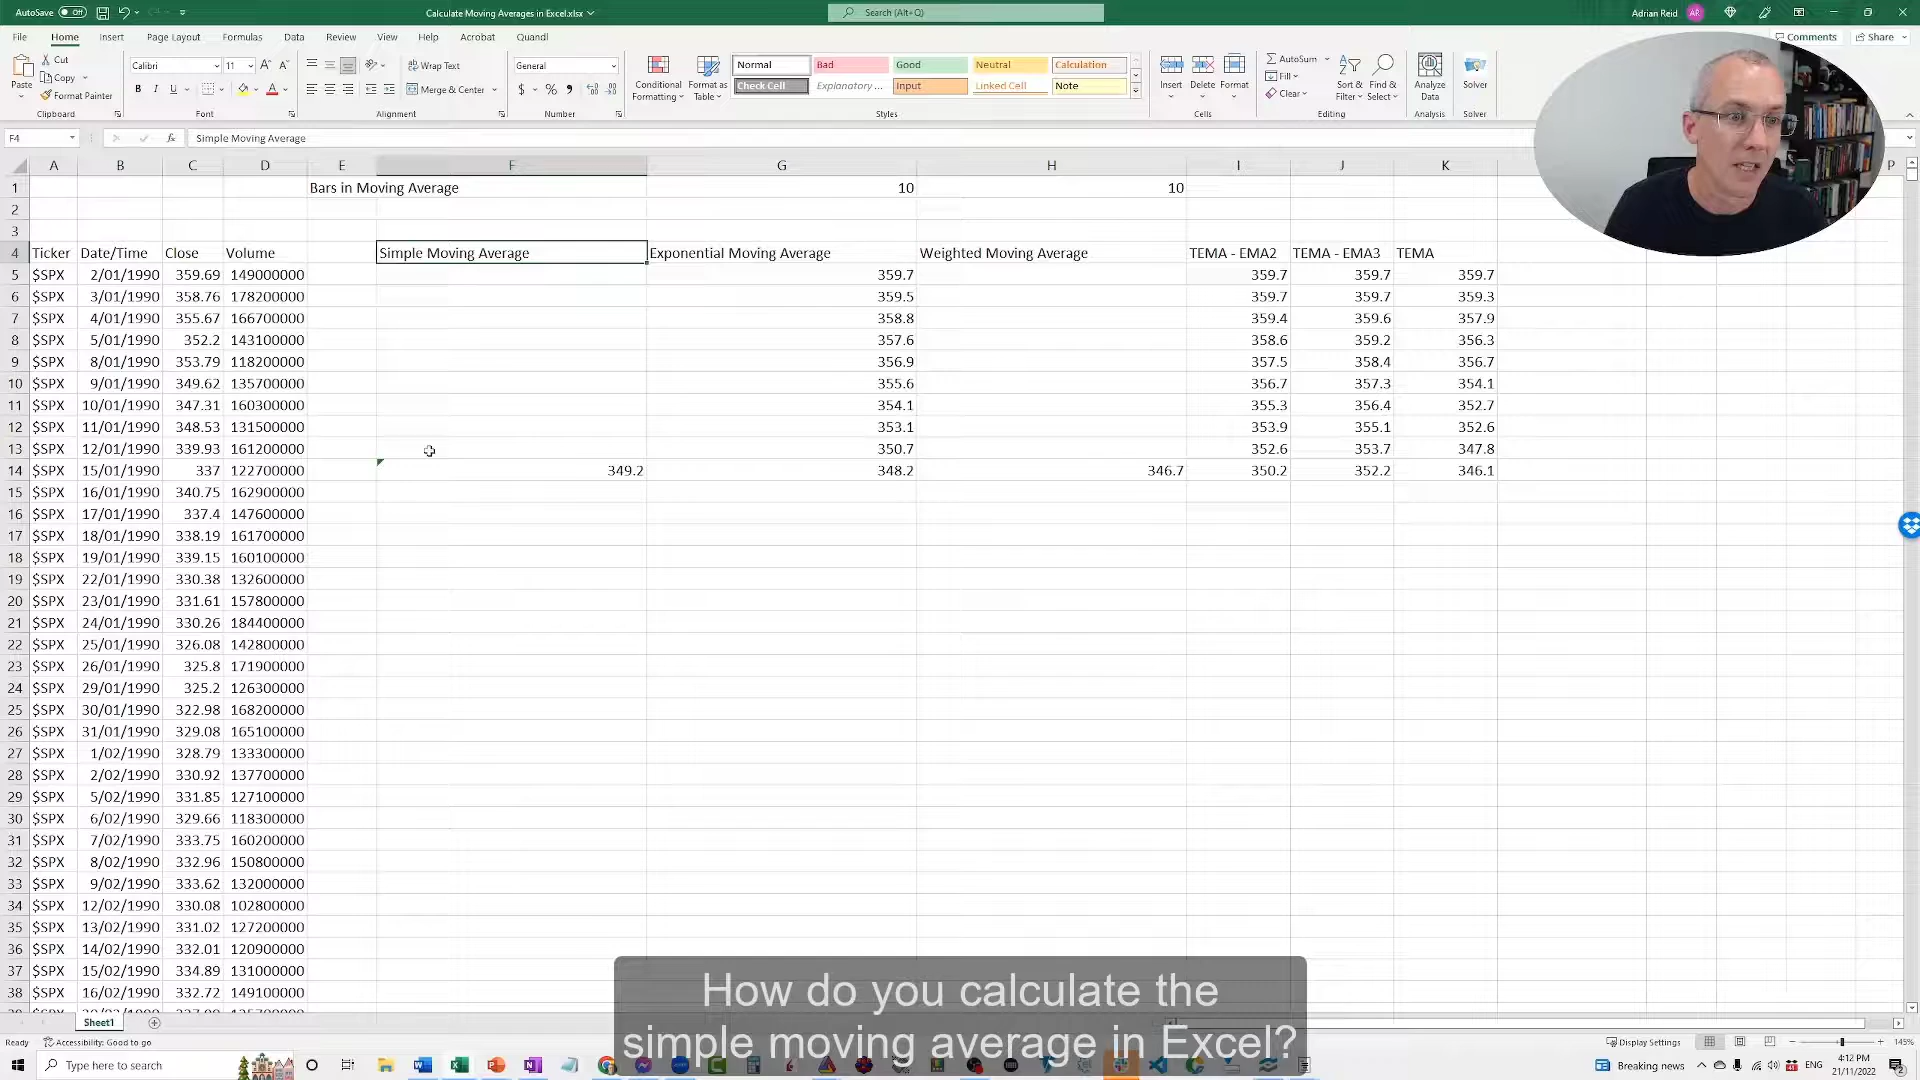 AutoSave Off Calculate Moving Averages in Excel.xlsx Search (Alt+Q) Adrian Reid AR
File Home Insert Page Layout Formulas Data Review View Help Acrobat Quandl Comments Share
Paste Cut Copy Format Painter Clipboard
Calibri 11 B I U Font
Wrap Text Merge & Center Alignment
General $ % Number
Conditional Formatting Format as Table
Normal Bad Good Neutral Calculation
Check Cell Explanatory ... Input Linked Cell Note
Styles
Insert Delete Format Cells
AutoSum Fill Clear Sort & Filter Find & Select Editing
Analyze Data Analysis
Solver Solver
F4 fx Simple Moving Average
A B C D E F G H I J K P
1 Bars in Moving Average 10 10
2
3
4 Ticker Date/Time Close Volume Simple Moving Average Exponential Moving Average Weighted Moving Average TEMA - EMA2 TEMA - EMA3 TEMA
5 $SPX 2/01/1990 359.69 149000000 359.7 359.7 359.7 359.7
6 $SPX 3/01/1990 358.76 178200000 359.5 359.7 359.7 359.3
7 $SPX 4/01/1990 355.67 166700000 358.8 359.4 359.6 357.9
8 $SPX 5/01/1990 352.2 143100000 357.6 358.6 359.2 356.3
9 $SPX 8/01/1990 353.79 118200000 356.9 357.5 358.4 356.7
10 $SPX 9/01/1990 349.62 135700000 355.6 356.7 357.3 354.1
11 $SPX 10/01/1990 347.31 160300000 354.1 355.3 356.4 352.7
12 $SPX 11/01/1990 348.53 131500000 353.1 353.9 355.1 352.6
13 $SPX 12/01/1990 339.93 161200000 350.7 352.6 353.7 347.8
14 $SPX 15/01/1990 337 122700000 349.2 348.2 346.7 350.2 352.2 346.1
15 $SPX 16/01/1990 340.75 162900000
16 $SPX 17/01/1990 337.4 147600000
17 $SPX 18/01/1990 338.19 161700000
18 $SPX 19/01/1990 339.15 160100000
19 $SPX 22/01/1990 330.38 132600000
20 $SPX 23/01/1990 331.61 157800000
21 $SPX 24/01/1990 330.26 184400000
22 $SPX 25/01/1990 326.08 142800000
23 $SPX 26/01/1990 325.8 171900000
24 $SPX 29/01/1990 325.2 126300000
25 $SPX 30/01/1990 322.98 168200000
26 $SPX 31/01/1990 329.08 165100000
27 $SPX 1/02/1990 328.79 133300000
28 $SPX 2/02/1990 330.92 137700000
29 $SPX 5/02/1990 331.85 127100000
30 $SPX 6/02/1990 329.66 118300000
31 $SPX 7/02/1990 333.75 160200000
32 $SPX 8/02/1990 332.96 150800000
33 $SPX 9/02/1990 333.62 132000000
34 $SPX 12/02/1990 330.08 102800000
35 $SPX 13/02/1990 331.02 127200000
36 $SPX 14/02/1990 332.01 120900000
37 $SPX 15/02/1990 334.89 131000000
38 $SPX 16/02/1990 332.72 149100000
How do you calculate the
simple moving average in Excel?
Sheet1
Ready Accessibility: Good to go Display Settings 145%
Type here to search Breaking news ENG 4:12 PM
21/11/2022